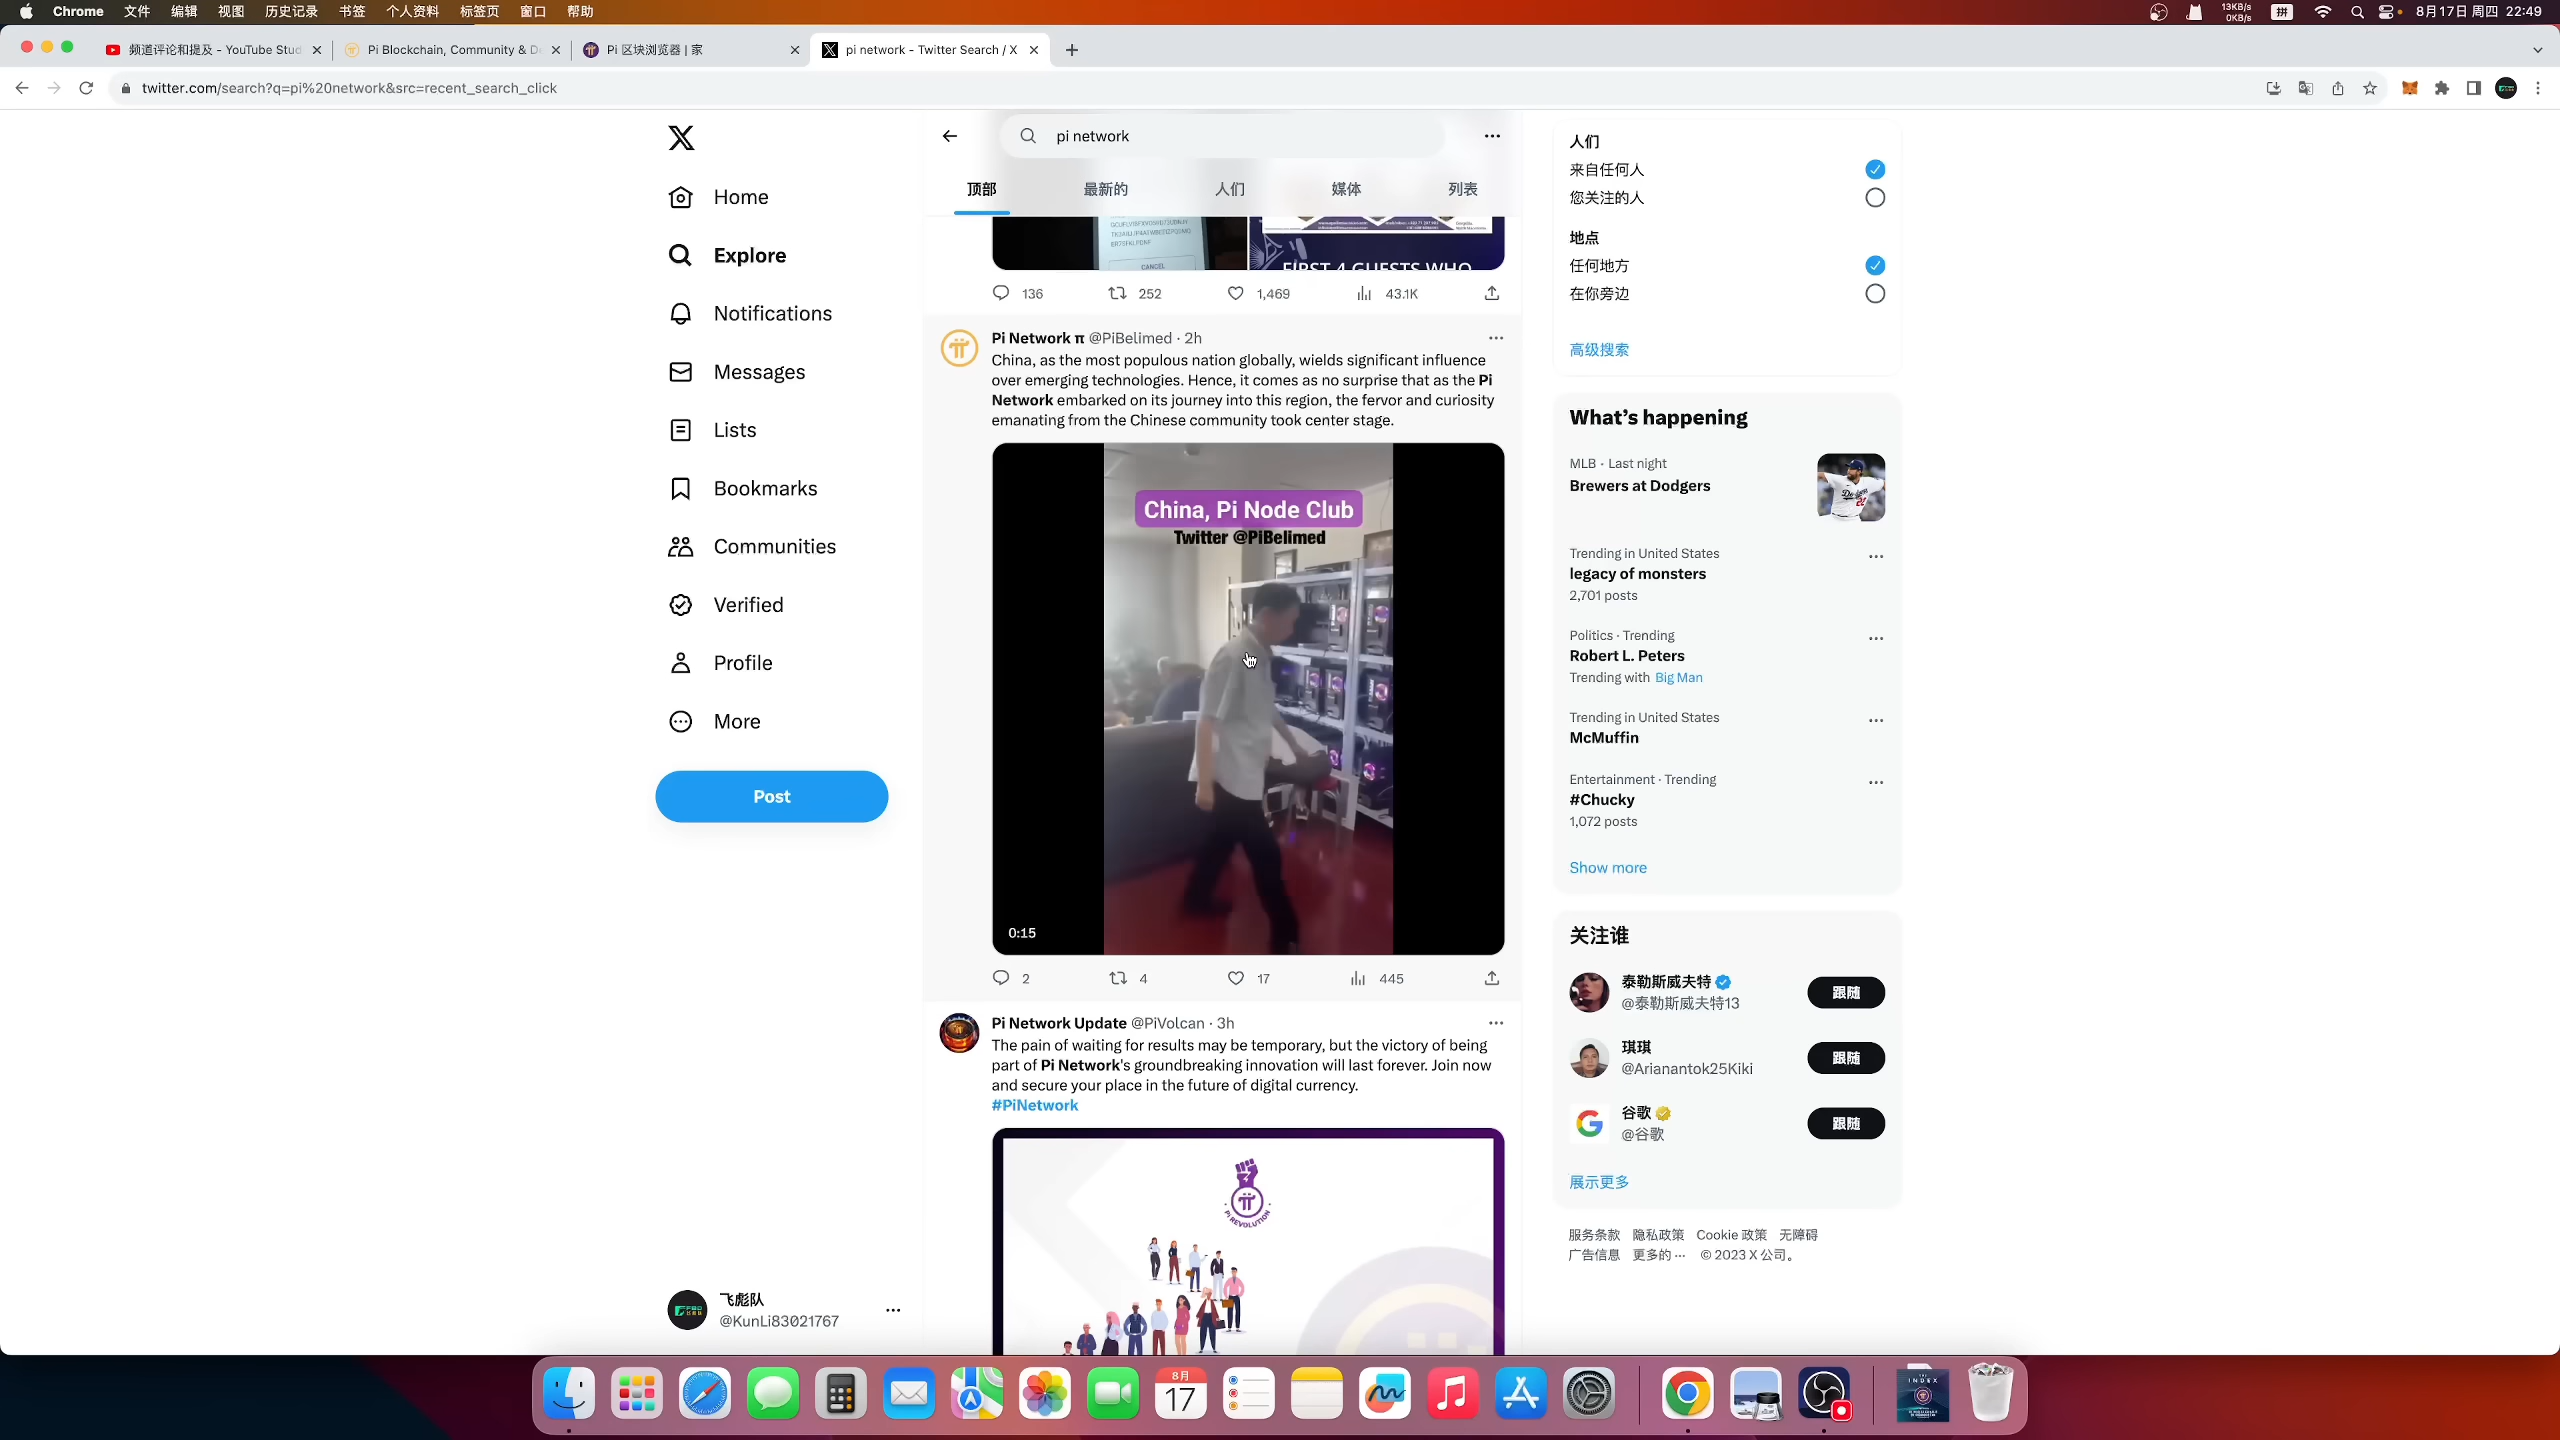 Chrome 文件 编辑 视图 历史记录 书签 个人资料 标签页 窗口 帮助
13KB/s
0KB/s
拼
8月17日 周四 22:49
频道评论和提及 - YouTube Stud
Pi Blockchain, Community & D
Pi 区块浏览器 | 家
pi network - Twitter Search / X
twitter.com/search?q=pi%20network&src=recent_search_click
Home
Explore
Notifications
Messages
Lists
Bookmarks
Communities
Verified
Profile
More
Post
飞彪队
@KunLi83021767
pi network
顶部 最新的 人们 媒体 列表
CANCEL
FIRST 4 GUESTS WHO
136 252 1,469 43.1K
Pi Network π @PiBelimed · 2h
China, as the most populous nation globally, wields significant influence
over emerging technologies. Hence, it comes as no surprise that as the Pi
Network embarked on its journey into this region, the fervor and curiosity
emanating from the Chinese community took center stage.
China, Pi Node Club
Twitter @PiBelimed
0:15
2 4 17 445
Pi Network Update @PiVolcan · 3h
The pain of waiting for results may be temporary, but the victory of being
part of Pi Network's groundbreaking innovation will last forever. Join now
and secure your place in the future of digital currency.
#PiNetwork
PI REVOLUTION
人们
来自任何人
您关注的人
地点
任何地方
在你旁边
高级搜索
What's happening
MLB · Last night
Brewers at Dodgers
Trending in United States
legacy of monsters
2,701 posts
Politics · Trending
Robert L. Peters
Trending with Big Man
Trending in United States
McMuffin
Entertainment · Trending
#Chucky
1,072 posts
Show more
关注谁
泰勒斯威夫特
@泰勒斯威夫特13
跟随
琪琪
@Arianantok25Kiki
跟随
谷歌
@谷歌
跟随
展示更多
服务条款 隐私政策 Cookie 政策 无障碍
广告信息 更多的 ··· © 2023 X 公司。
8月
17
INDEX